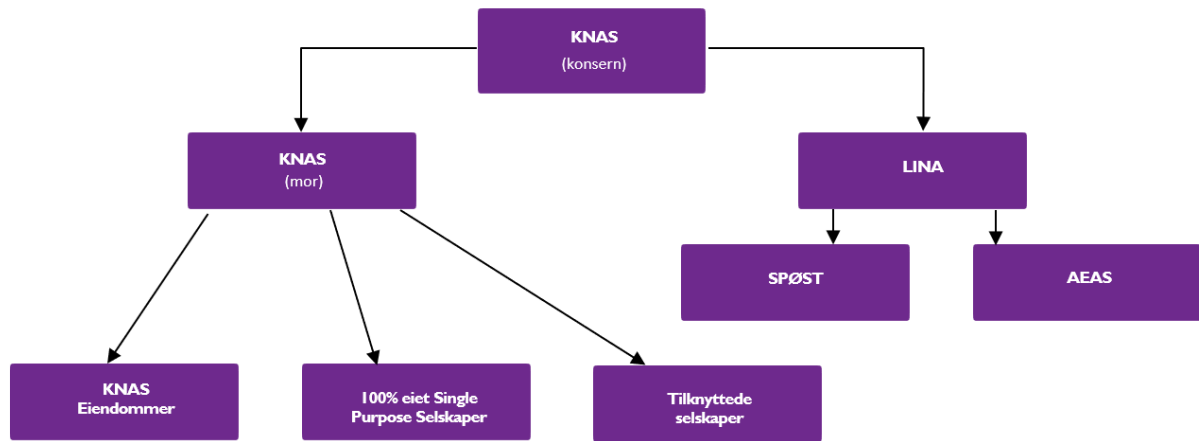 KNAS
(konsern)
KNAS
(mor)
LINA
SPØST
AEAS
KNAS
Eiendommer
100% eiet Single
Purpose Selskaper
Tilknyttede
selskaper